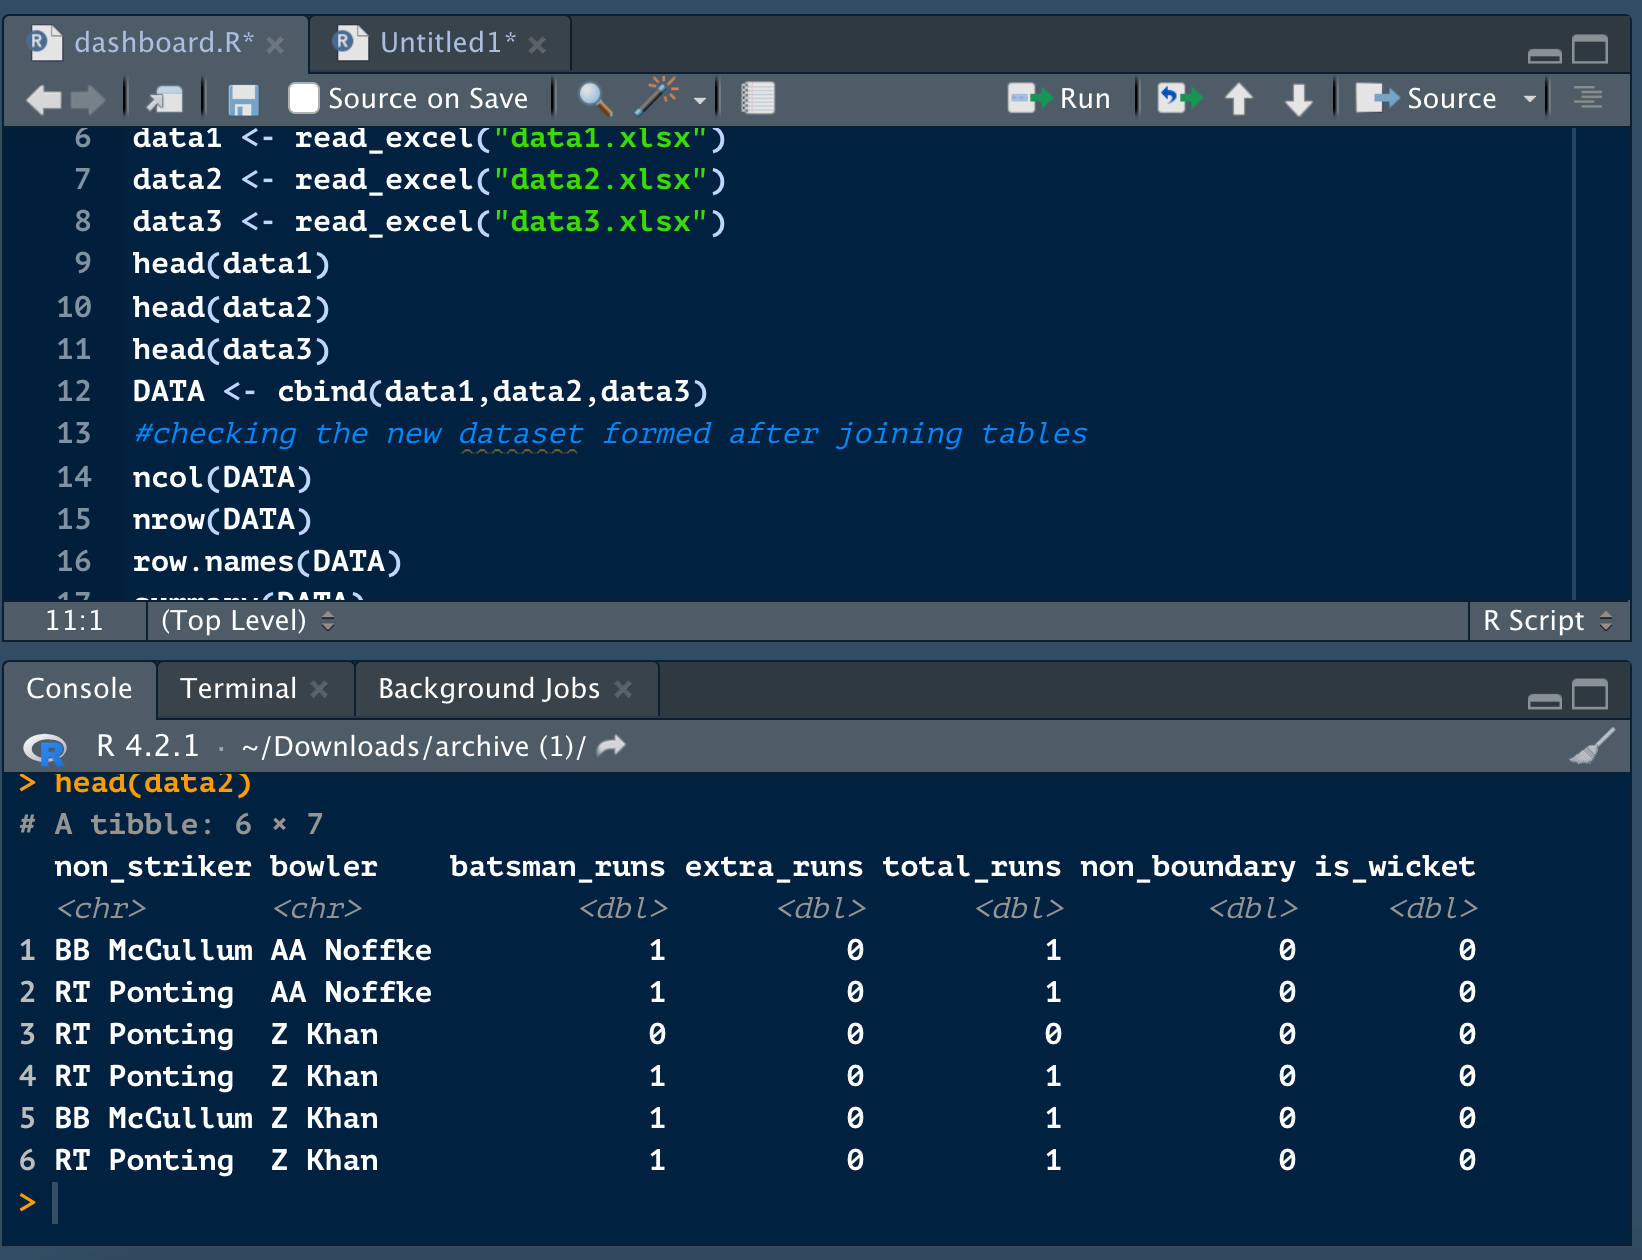 dashboard.R* × Untitled1* ×
Source on Save Run Source
6 data1 <- read_excel("data1.xlsx")
7 data2 <- read_excel("data2.xlsx")
8 data3 <- read_excel("data3.xlsx")
9 head(data1)
10 head(data2)
11 head(data3)
12 DATA <- cbind(data1,data2,data3)
13 #checking the new dataset formed after joining tables
14 ncol(DATA)
15 nrow(DATA)
16 row.names(DATA)
17 summary(DATA)
11:1 (Top Level) R Script
Console Terminal × Background Jobs ×
R 4.2.1 · ~/Downloads/archive (1)/
> head(data2)
# A tibble: 6 × 7
non_striker bowler batsman_runs extra_runs total_runs non_boundary is_wicket
<chr> <chr> <dbl> <dbl> <dbl> <dbl> <dbl>
1 BB McCullum AA Noffke 1 0 1 0 0
2 RT Ponting AA Noffke 1 0 1 0 0
3 RT Ponting Z Khan 0 0 0 0 0
4 RT Ponting Z Khan 1 0 1 0 0
5 BB McCullum Z Khan 1 0 1 0 0
6 RT Ponting Z Khan 1 0 1 0 0
>